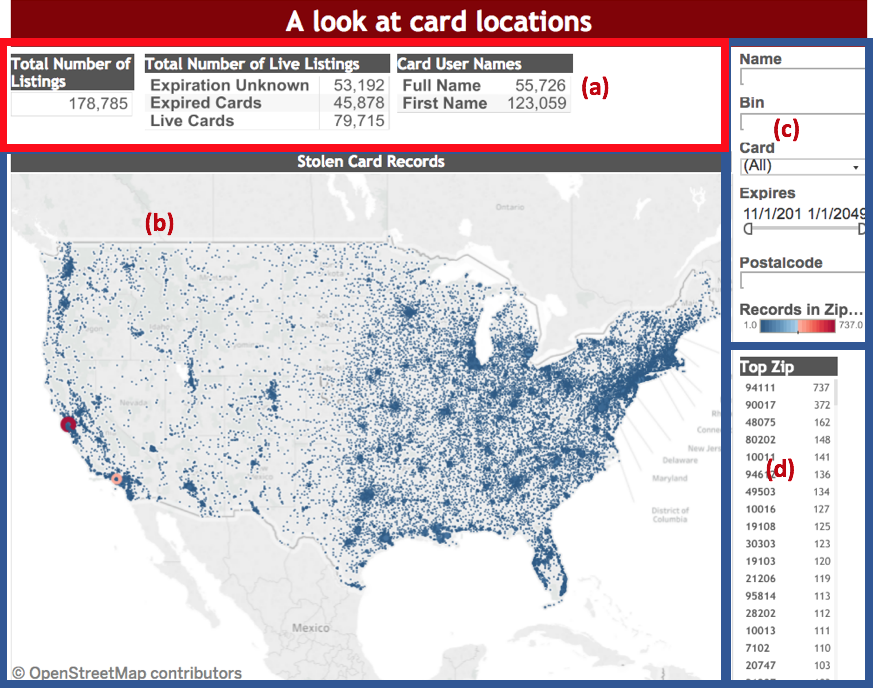 A look at card locations
Total Number of Listings
178,785
Total Number of Live Listings
Expiration Unknown 53,192
Expired Cards 45,878
Live Cards 79,715
Card User Names
Full Name 55,726
First Name 123,059
(a)
Stolen Card Records
(b)
Ontario
Nevada
Delaware
Maryland
District of
Columbia
Mexico
© OpenStreetMap contributors
Name
Bin
(c)
Card
(All)
Expires
11/1/201 1/1/2049
Postalcode
Records in Zip...
1.0 737.0
Top Zip
94111 737
90017 372
48075 162
80202 148
10011 141
136
(d)
49503 134
10016 127
19108 125
30303 123
19103 120
21206 119
95814 113
28202 112
10013 111
7102 110
20747 103